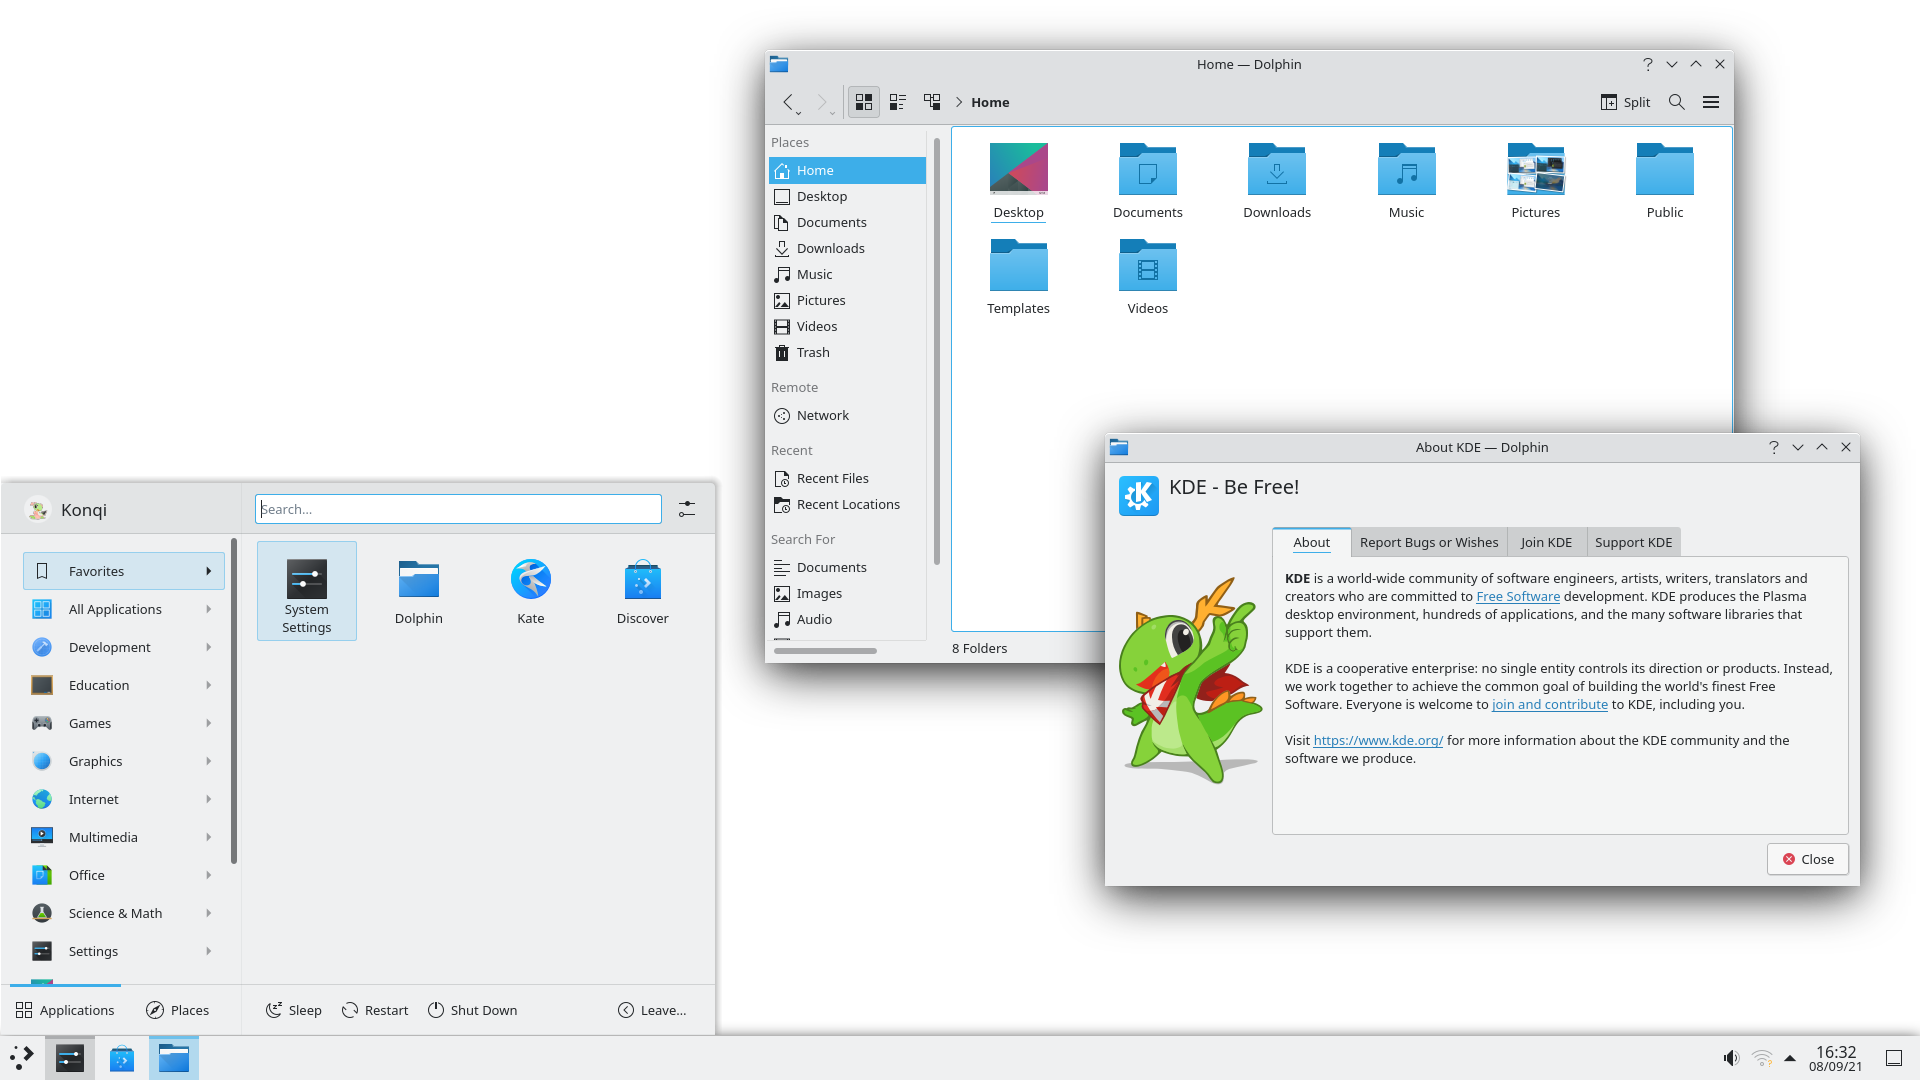 Home — Dolphin
Home
Split
Places
Home
Desktop
Documents
Downloads
Music
Pictures
Videos
Trash
Remote
Network
Recent
Recent Files
Recent Locations
Search For
Documents
Images
Audio
Desktop
Documents
Downloads
Music
Pictures
Public
Templates
Videos
8 Folders
About KDE — Dolphin
KDE - Be Free!
About
Report Bugs or Wishes
Join KDE
Support KDE
KDE is a world-wide community of software engineers, artists, writers, translators and
creators who are committed to Free Software development. KDE produces the Plasma
desktop environment, hundreds of applications, and the many software libraries that
support them.
KDE is a cooperative enterprise: no single entity controls its direction or products. Instead,
we work together to achieve the common goal of building the world's finest Free
Software. Everyone is welcome to join and contribute to KDE, including you.
Visit https://www.kde.org/ for more information about the KDE community and the
software we produce.
Close
Konqi
Search...
Favorites
All Applications
Development
Education
Games
Graphics
Internet
Multimedia
Office
Science & Math
Settings
System
Settings
Dolphin
Kate
Discover
Applications
Places
Sleep
Restart
Shut Down
Leave...
16:32
08/09/21